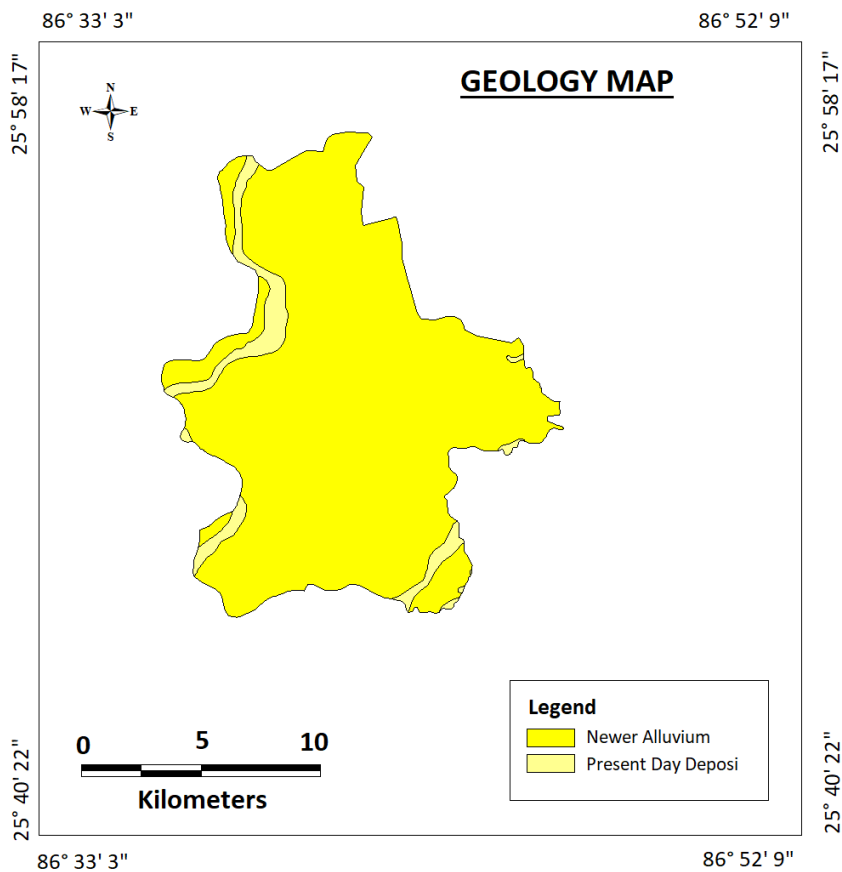 86° 33' 3"
86° 52' 9"
25° 58' 17"
25° 58' 17"
GEOLOGY MAP
N
W E
S
Legend
Newer Alluvium
Present Day Deposi
0 5 10
Kilometers
25° 40' 22"
25° 40' 22"
86° 33' 3"
86° 52' 9"